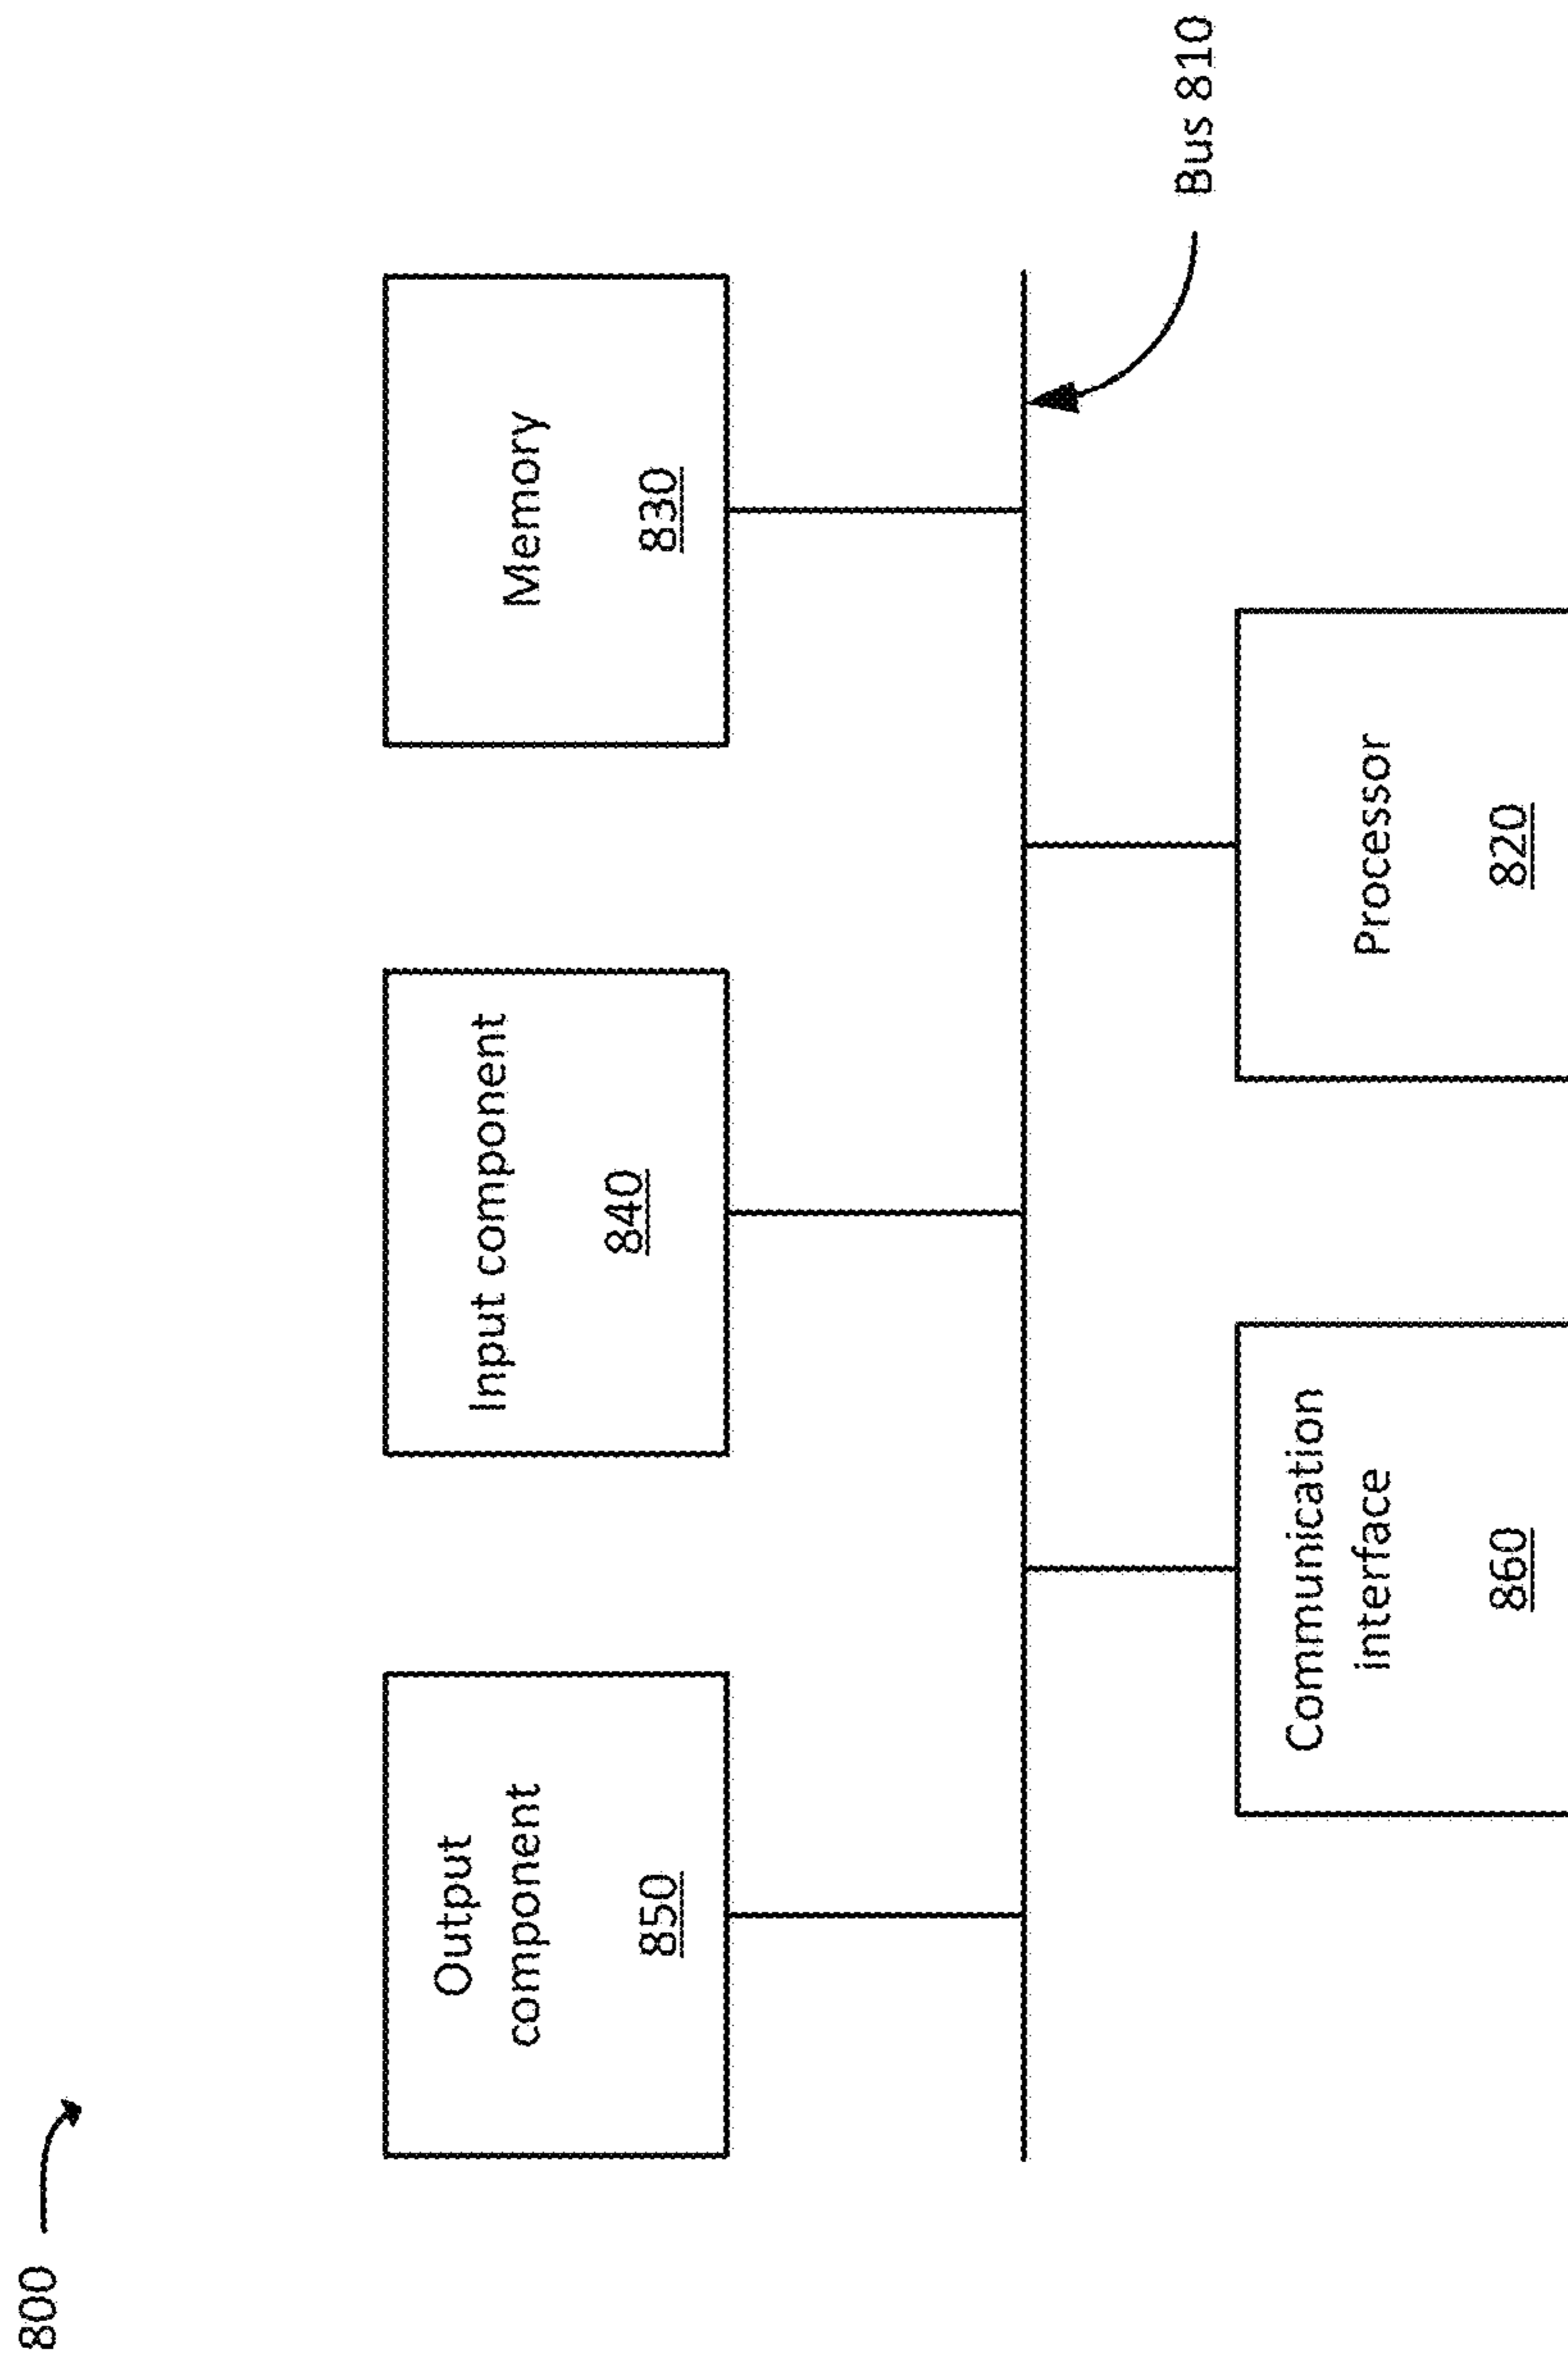 800
Output
component
850
Input component
840
Memory
830
Communication
interface
860
Processor
820
Bus 810